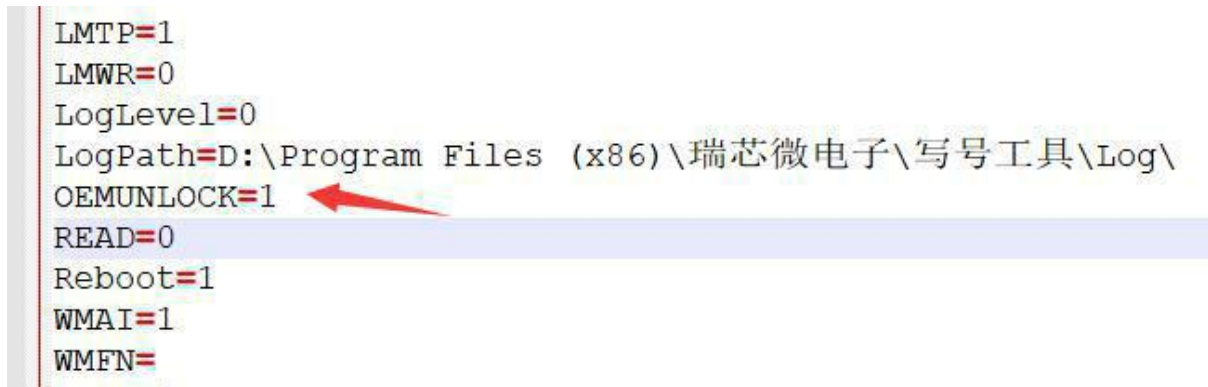 LMTP=1
LMWR=0
LogLevel=0
LogPath=D:\Program Files (x86)\瑞芯微电子\写号工具\Log\
OEMUNLOCK=1
READ=0
Reboot=1
WMAI=1
WMFN=